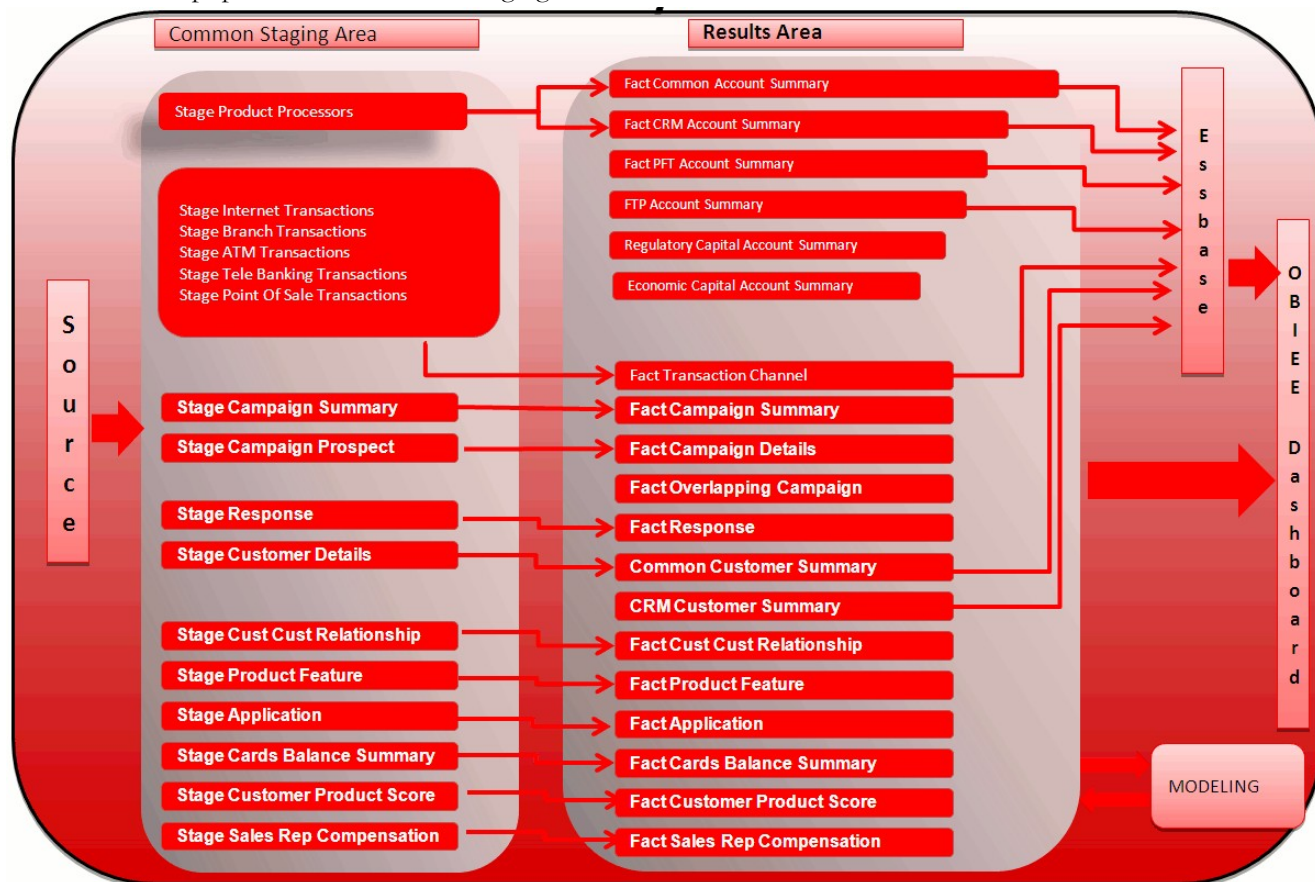 Common Staging Area
Results Area
Source
Stage Product Processors
Stage Internet Transactions
Stage Branch Transactions
Stage ATM Transactions
Stage Tele Banking Transactions
Stage Point Of Sale Transactions
Stage Campaign Summary
Stage Campaign Prospect
Stage Response
Stage Customer Details
Stage Cust Cust Relationship
Stage Product Feature
Stage Application
Stage Cards Balance Summary
Stage Customer Product Score
Stage Sales Rep Compensation
Fact Common Account Summary
Fact CRM Account Summary
Fact PFT Account Summary
FTP Account Summary
Regulatory Capital Account Summary
Economic Capital Account Summary
Fact Transaction Channel
Fact Campaign Summary
Fact Campaign Details
Fact Overlapping Campaign
Fact Response
Common Customer Summary
CRM Customer Summary
Fact Cust Cust Relationship
Fact Product Feature
Fact Application
Fact Cards Balance Summary
Fact Customer Product Score
Fact Sales Rep Compensation
Essbase
OBIEE Dashboard
MODELING